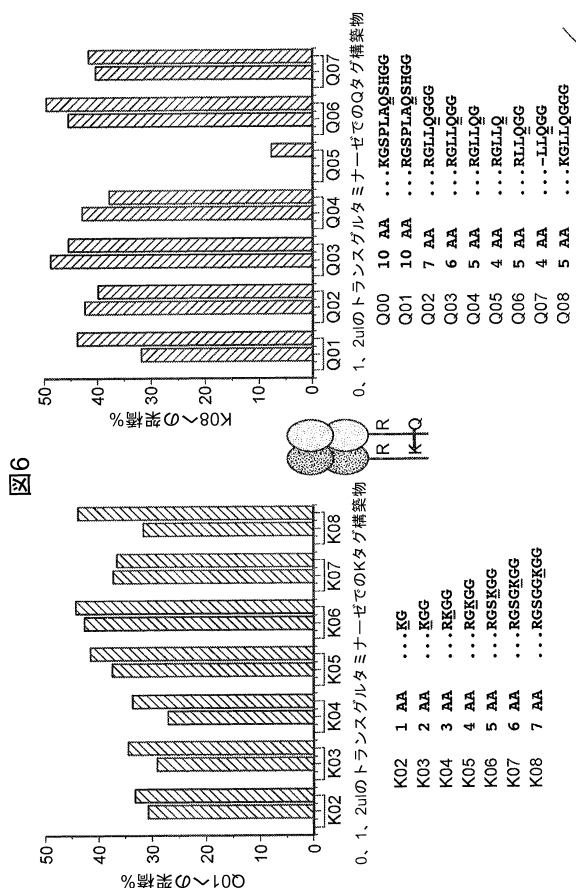 図6
Q01への架橋%
50
40
30
20
10
0
K02 K03 K04 K05 K06 K07 K08
0、1、2ulのトランスグルタミナーゼでのKタグ構築物
K02 1 AA ...KG
K03 2 AA ...KGG
K04 3 AA ...RKGG
K05 4 AA ...RGKGG
K06 5 AA ...RGSKGG
K07 6 AA ...RGSGKGG
K08 7 AA ...RGSGGKGG
R R
K Q
K08への架橋%
50
40
30
20
10
0
Q01 Q02 Q03 Q04 Q05 Q06 Q07
0、1、2ulのトランスグルタミナーゼでのQタグ構築物
Q00 10 AA ...KGSPLAQSHGG
Q01 10 AA ...RGSPLAQSHGG
Q02 7 AA ...RGLLQGGG
Q03 6 AA ...RGLLQGG
Q04 5 AA ...RGLLQG
Q05 4 AA ...RGLLQ
Q06 5 AA ...RLLQGG
Q07 4 AA ...-LLQGG
Q08 5 AA ...KGLLQGGG